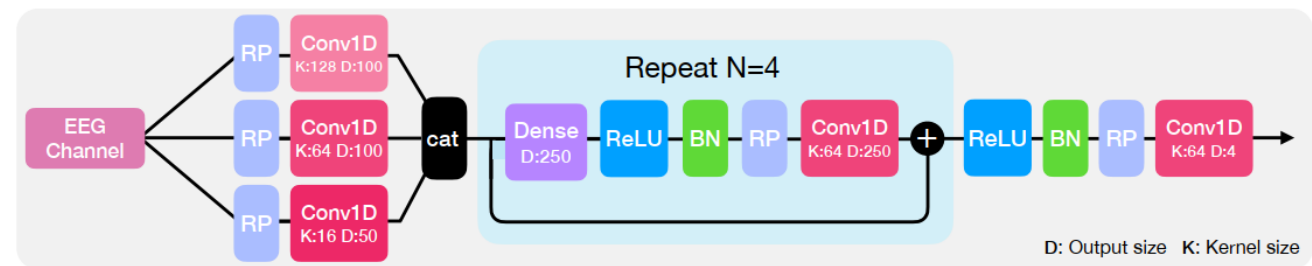 EEG
Channel
RP
Conv1D
K:128 D:100
RP
Conv1D
K:64 D:100
RP
Conv1D
K:16 D:50
cat
Repeat N=4
Dense
D:250
ReLU
BN
RP
Conv1D
K:64 D:250
+
ReLU
BN
RP
Conv1D
K:64 D:4
D: Output size K: Kernel size